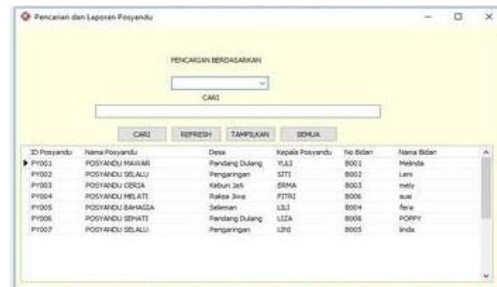 Pencarian dan Laporan Posyandu
PENCARIAN BERDASARKAN
CARI
CARI REFRESH TAMPILKAN SEMUA
ID Posyandu Nama Posyandu Desa Kepala Posyandu No Bidan Nama Bidan
PY001 POSYANDU MAWAR Pandang Dulang YULI B001 Melinda
PY002 POSYANDU SELALU Pengaringan SITI B002 Leni
PY003 POSYANDU CERIA Kebun Jati ERMA B003 mely
PY004 POSYANDU MELATI Raksa Jiwa FITRI B006 susi
PY005 POSYANDU BAHAGIA Seleman LILI B004 fera
PY006 POSYANDU SEHATI Pandang Dulang LIZA B008 POPPY
PY007 POSYANDU SELALU Pengaringan LINI B005 linda